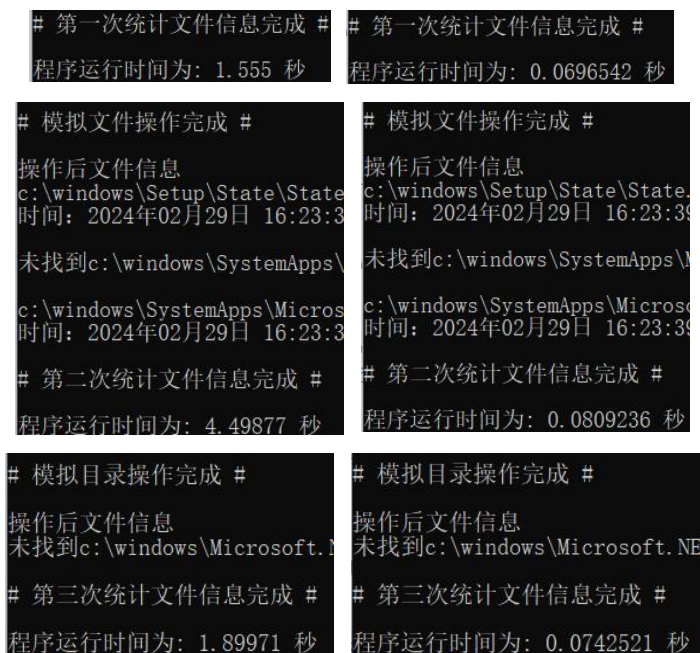 # 第一次统计文件信息完成 #
程序运行时间为: 1.555 秒
# 第一次统计文件信息完成 #
程序运行时间为: 0.0696542 秒
# 模拟文件操作完成 #
操作后文件信息
c:\windows\Setup\State\State
时间: 2024年02月29日 16:23:3
未找到c:\windows\SystemApps\
c:\windows\SystemApps\Micros
时间: 2024年02月29日 16:23:3
# 第二次统计文件信息完成 #
程序运行时间为: 4.49877 秒
# 模拟文件操作完成 #
操作后文件信息
c:\windows\Setup\State\State.
时间: 2024年02月29日 16:23:39
未找到c:\windows\SystemApps\M
c:\windows\SystemApps\Microso
时间: 2024年02月29日 16:23:39
# 第二次统计文件信息完成 #
程序运行时间为: 0.0809236 秒
# 模拟目录操作完成 #
操作后文件信息
未找到c:\windows\Microsoft.N
# 第三次统计文件信息完成 #
程序运行时间为: 1.89971 秒
# 模拟目录操作完成 #
操作后文件信息
未找到c:\windows\Microsoft.NE
# 第三次统计文件信息完成 #
程序运行时间为: 0.0742521 秒